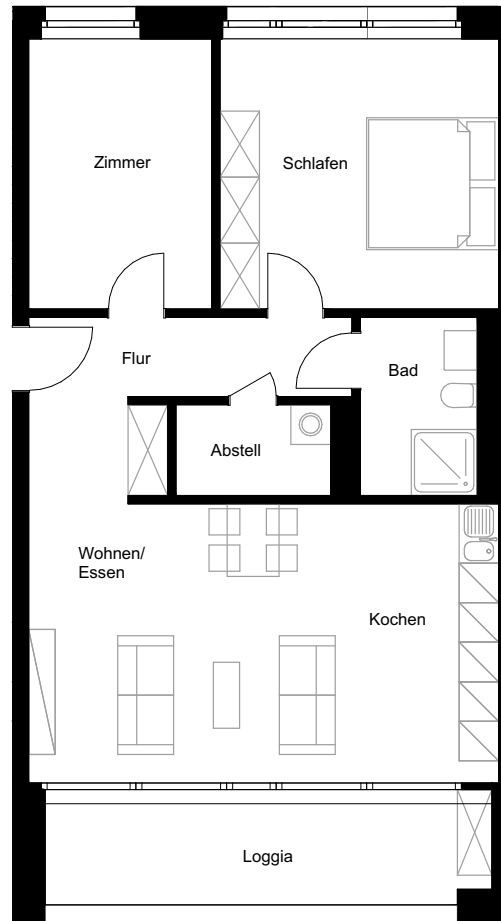 Zimmer
Schlafen
Flur
Bad
Abstell
Wohnen/
Essen
Kochen
Loggia